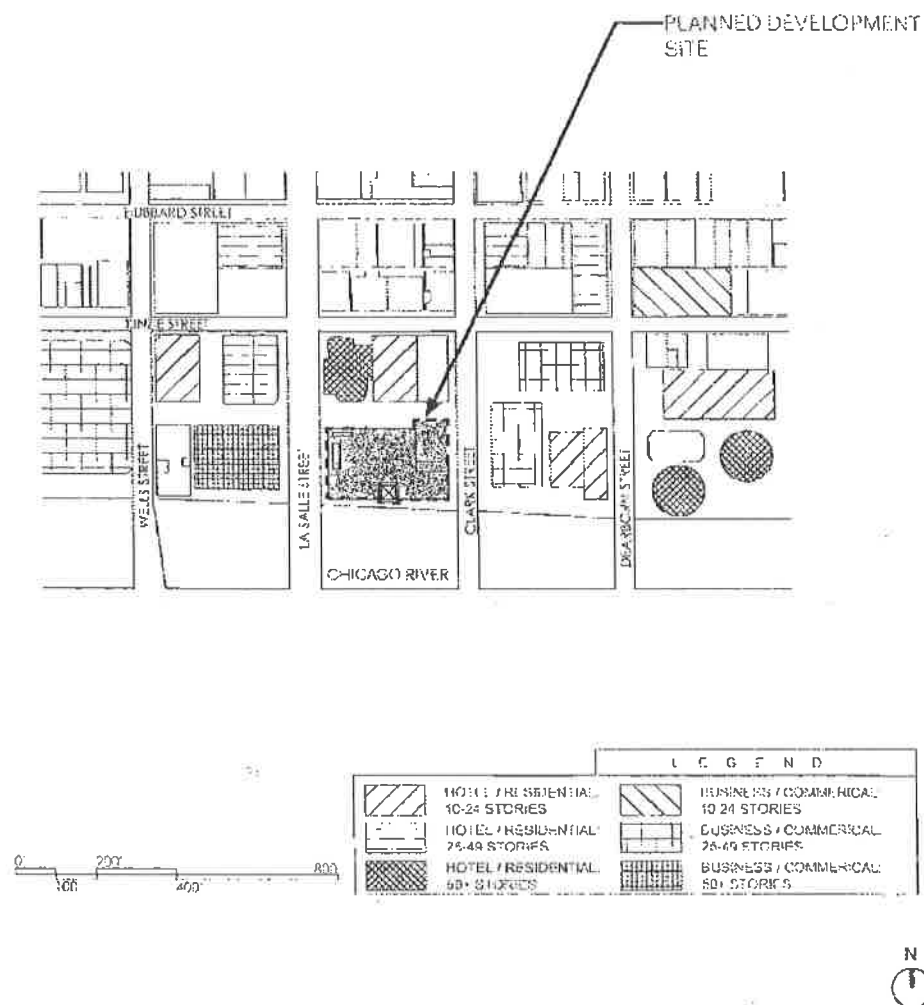 PLANNED DEVELOPMENT
SITE
HUBBARD STREET
KINZIE STREET
WELLS STREET
LA SALLE STREET
CLARK STREET
DEARBORN STREET
CHICAGO RIVER
LEGEND
HOTEL / RESIDENTIAL:
10-24 STORIES
BUSINESS / COMMERICAL:
10-24 STORIES
HOTEL / RESIDENTIAL:
25-49 STORIES
BUSINESS / COMMERICAL:
25-49 STORIES
HOTEL / RESIDENTIAL:
50+ STORIES
BUSINESS / COMMERICAL:
50+ STORIES
0' 200' 800'
100' 400'
N